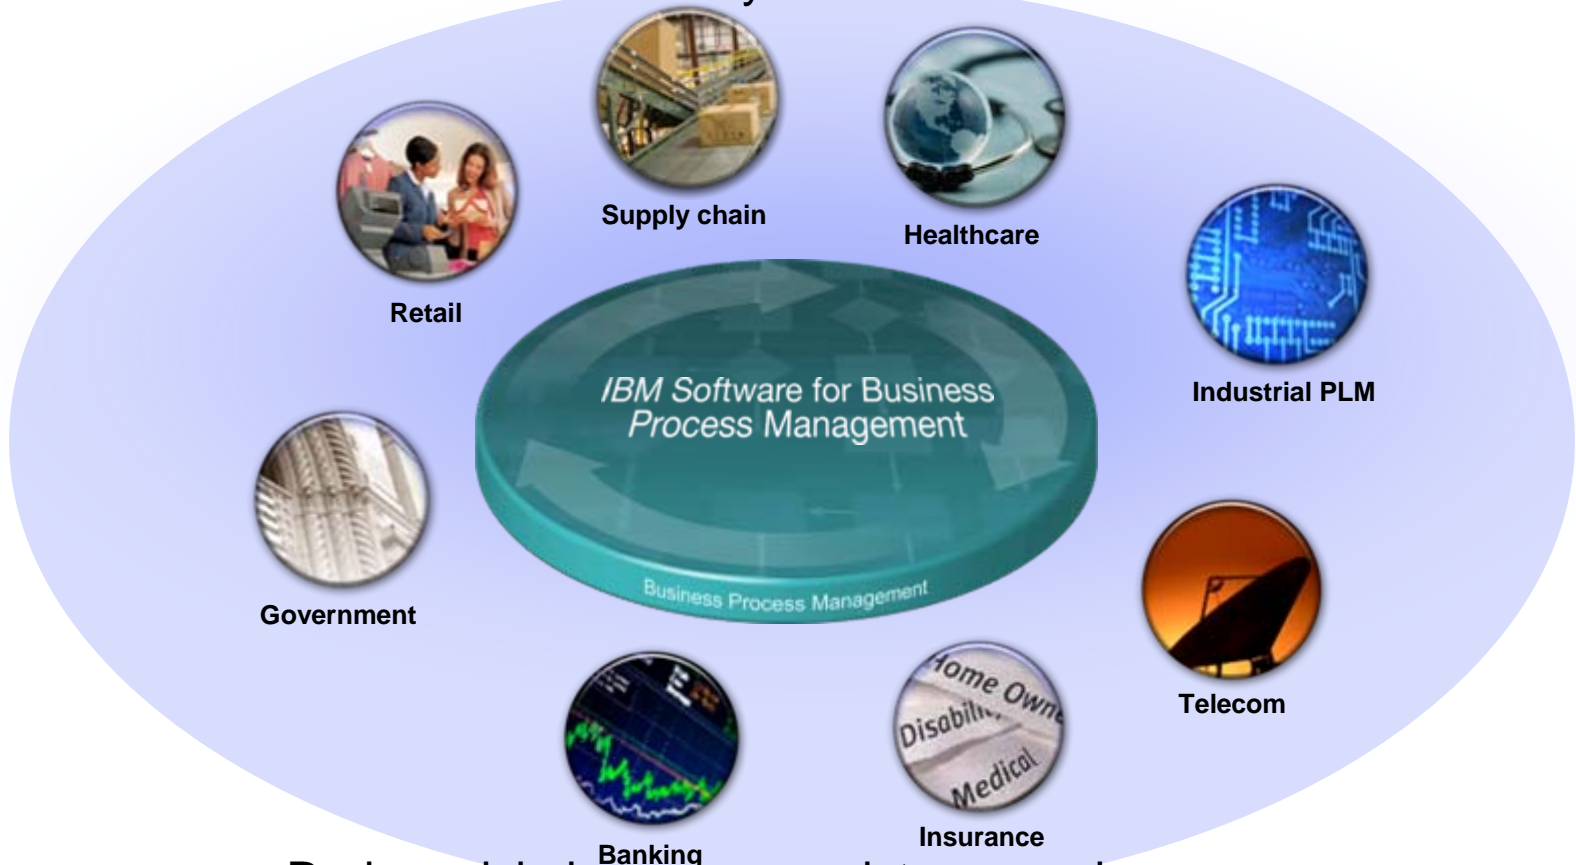 Supply chain
Healthcare
Retail
Industrial PLM
IBM Software for Business
Process Management
Business Process Management
Government
Telecom
Home Owne
Disabili
Medical
Insurance
Banking